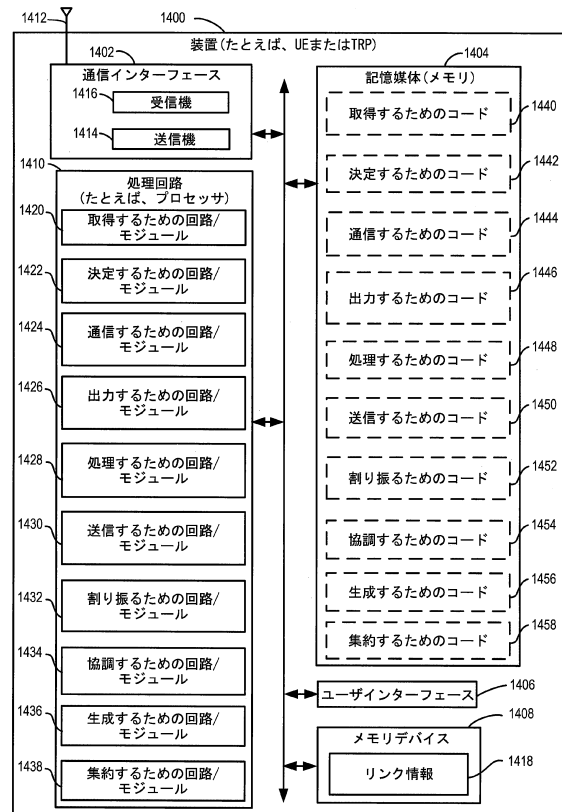 1400
1412
装置(たとえば、UEまたはTRP)
1402
通信インターフェース
1416
受信機
1414
送信機
1410
処理回路
(たとえば、プロセッサ)
1420
取得するための回路/
モジュール
1422
決定するための回路/
モジュール
1424
通信するための回路/
モジュール
1426
出力するための回路/
モジュール
1428
処理するための回路/
モジュール
1430
送信するための回路/
モジュール
1432
割り振るための回路/
モジュール
1434
協調するための回路/
モジュール
1436
生成するための回路/
モジュール
1438
集約するための回路/
モジュール
1404
記憶媒体(メモリ)
取得するためのコード
1440
決定するためのコード
1442
通信するためのコード
1444
出力するためのコード
1446
処理するためのコード
1448
送信するためのコード
1450
割り振るためのコード
1452
協調するためのコード
1454
生成するためのコード
1456
集約するためのコード
1458
ユーザインターフェース
1406
1408
メモリデバイス
リンク情報
1418